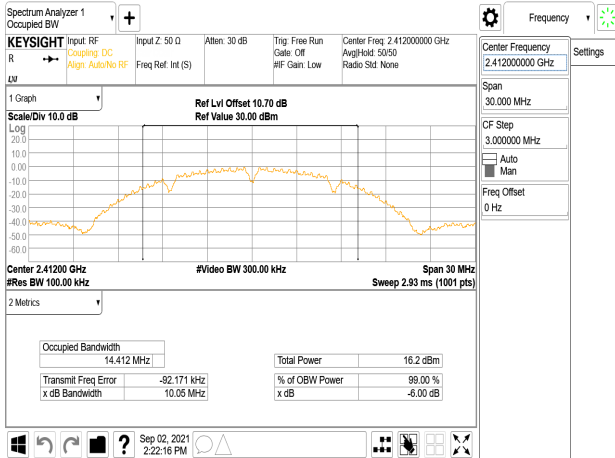 Spectrum Analyzer 1
Occupied BW
Frequency
KEYSIGHT
R
Input: RF
Coupling: DC
Align: Auto/No RF
Input Z: 50 Ω
Freq Ref: Int (S)
Atten: 30 dB
Trig: Free Run
Gate: Off
#IF Gain: Low
Center Freq: 2.412000000 GHz
Avg|Hold: 50/50
Radio Std: None
Center Frequency
2.412000000 GHz
Settings
Span
30.000 MHz
CF Step
3.000000 MHz
Auto
Man
Freq Offset
0 Hz
1 Graph
Scale/Div 10.0 dB
Ref Lvl Offset 10.70 dB
Ref Value 30.00 dBm
Log
20.0
10.0
0.00
-10.0
-20.0
-30.0
-40.0
-50.0
-60.0
Center 2.41200 GHz
#Res BW 100.00 kHz
#Video BW 300.00 kHz
Span 30 MHz
Sweep 2.93 ms (1001 pts)
2 Metrics
Occupied Bandwidth
14.412 MHz
Total Power 16.2 dBm
Transmit Freq Error -92.171 kHz
% of OBW Power 99.00 %
x dB Bandwidth 10.05 MHz
x dB -6.00 dB
?
Sep 02, 2021
2:22:16 PM